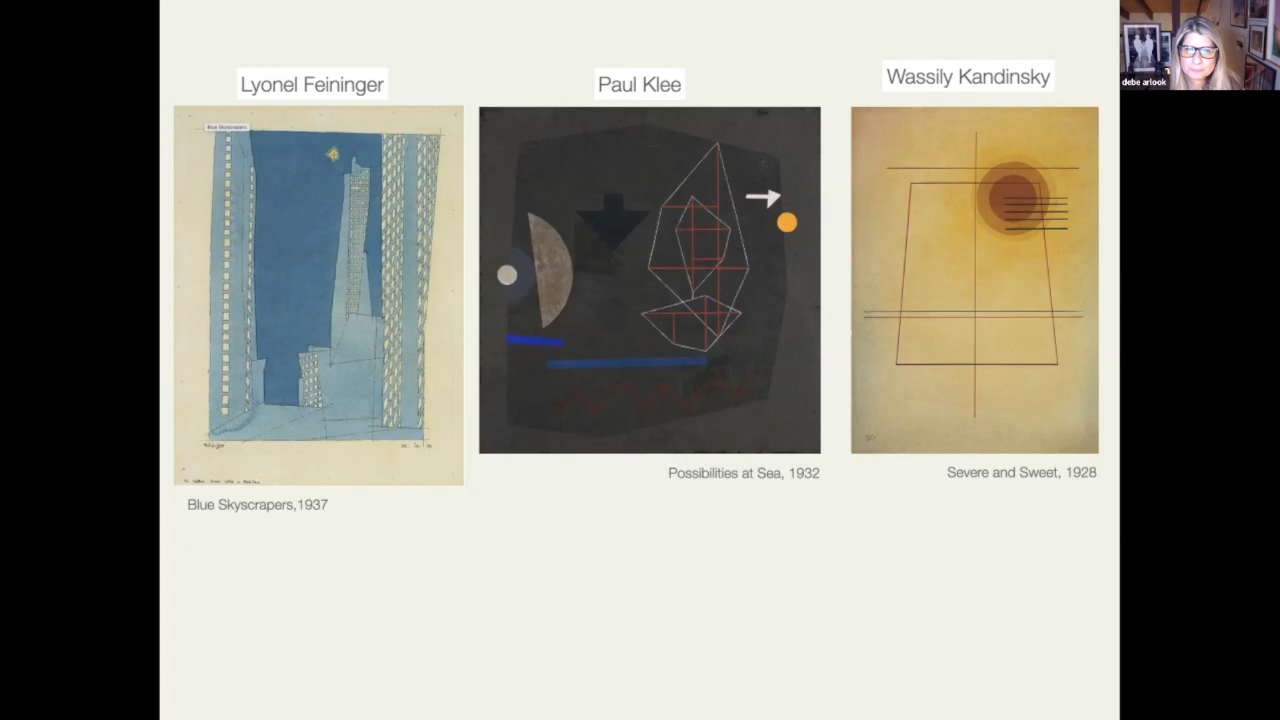 Lyonel Feininger
Paul Klee
Wassily Kandinsky
debe arlook
Blue Skyscrapers
Possibilities at Sea, 1932
Severe and Sweet, 1928
Blue Skyscrapers,1937